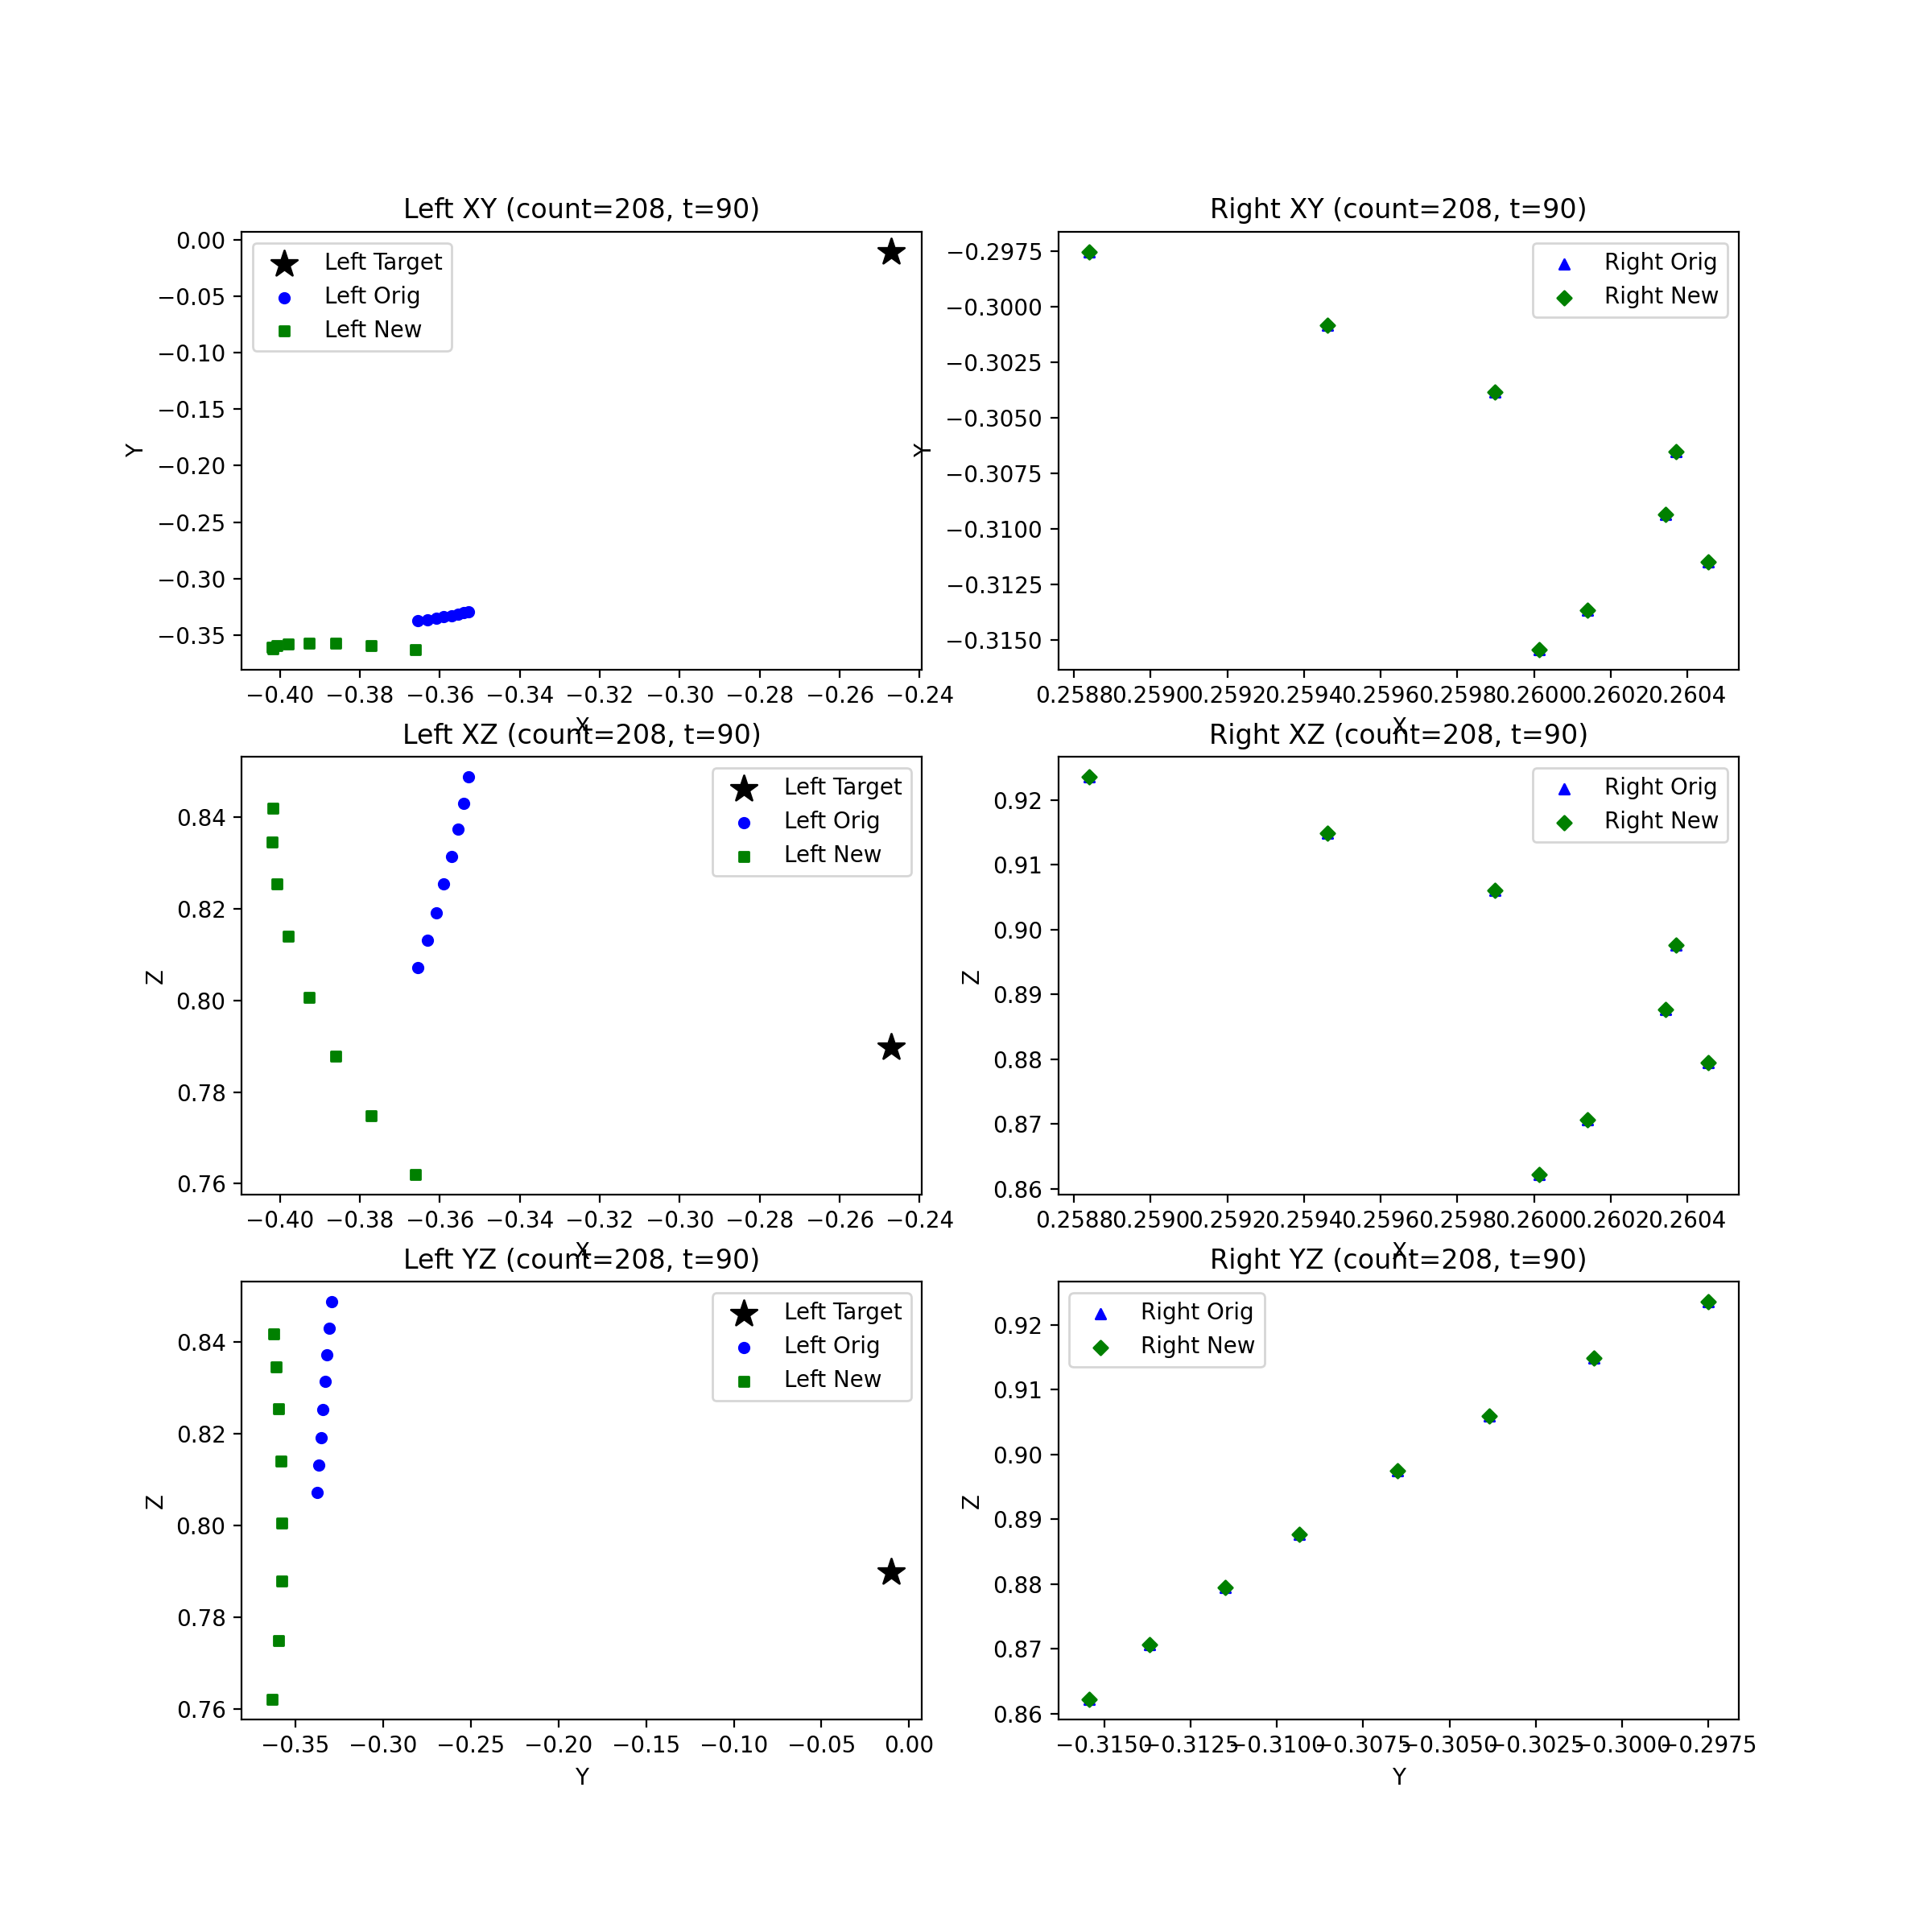 Left XY (count=208, t=90)
0.00
−0.05
−0.10
−0.15
−0.20
−0.25
−0.30
−0.35
Y
Left Target
Left Orig
Left New
−0.40 −0.38 −0.36 −0.34 −0.32 −0.30 −0.28 −0.26 −0.24
X
Right XY (count=208, t=90)
−0.2975
−0.3000
−0.3025
−0.3050
−0.3075
−0.3100
−0.3125
−0.3150
Y
Right Orig
Right New
0.2588 0.2590 0.2592 0.2594 0.2596 0.2598 0.2600 0.2602 0.2604
X
Left XZ (count=208, t=90)
0.84
0.82
0.80
0.78
0.76
Z
Left Target
Left Orig
Left New
−0.40 −0.38 −0.36 −0.34 −0.32 −0.30 −0.28 −0.26 −0.24
X
Right XZ (count=208, t=90)
0.92
0.91
0.90
0.89
0.88
0.87
0.86
Z
Right Orig
Right New
0.2588 0.2590 0.2592 0.2594 0.2596 0.2598 0.2600 0.2602 0.2604
X
Left YZ (count=208, t=90)
0.84
0.82
0.80
0.78
0.76
Z
Left Target
Left Orig
Left New
−0.35 −0.30 −0.25 −0.20 −0.15 −0.10 −0.05 0.00
Y
Right YZ (count=208, t=90)
0.92
0.91
0.90
0.89
0.88
0.87
0.86
Z
Right Orig
Right New
−0.3150 −0.3125 −0.3100 −0.3075 −0.3050 −0.3025 −0.3000 −0.2975
Y